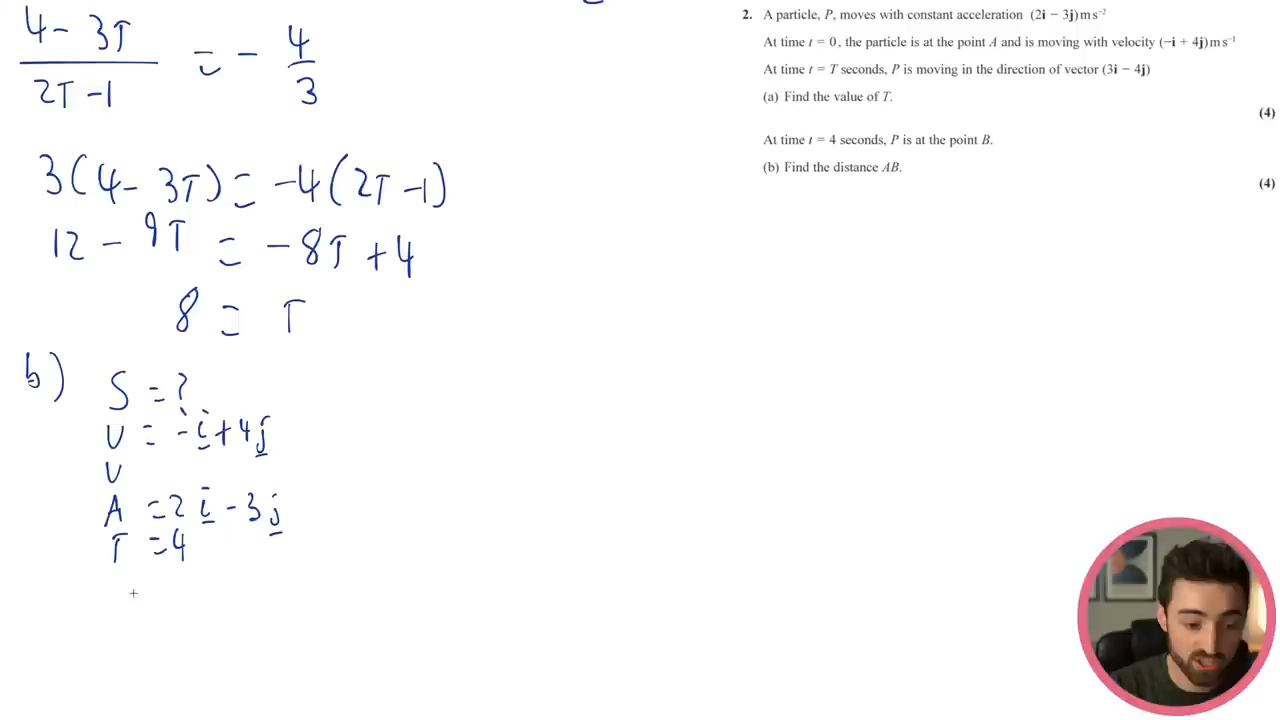 4 - 3T
2T - 1
= - 4
3
3(4 - 3T) = -4(2T - 1)
12 - 9T = -8T + 4
8 = T
b)
S = ?
U = -i + 4j
V
A = 2i - 3j
T = 4
2. A particle, P, moves with constant acceleration (2i − 3j) m s⁻²
At time t = 0, the particle is at the point A and is moving with velocity (−i + 4j) m s⁻¹
At time t = T seconds, P is moving in the direction of vector (3i − 4j)
(a) Find the value of T.
(4)
At time t = 4 seconds, P is at the point B.
(b) Find the distance AB.
(4)